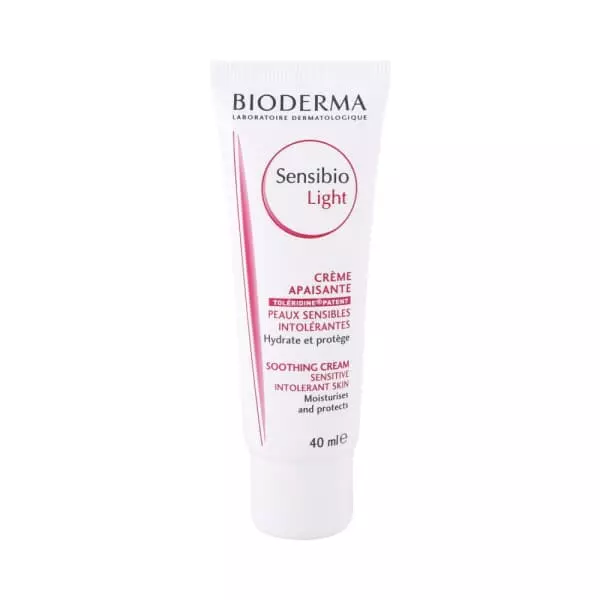 BIODERMA
LABORATOIRE DERMATOLOGIQUE
Sensibio
Light
CRÈME
APAISANTE
TOLÉRIDINE® PATENT
PEAUX SENSIBLES
INTOLÉRANTES
Hydrate et protège
SOOTHING CREAM
SENSITIVE
INTOLERANT SKIN
Moisturises
and protects
40 ml℮